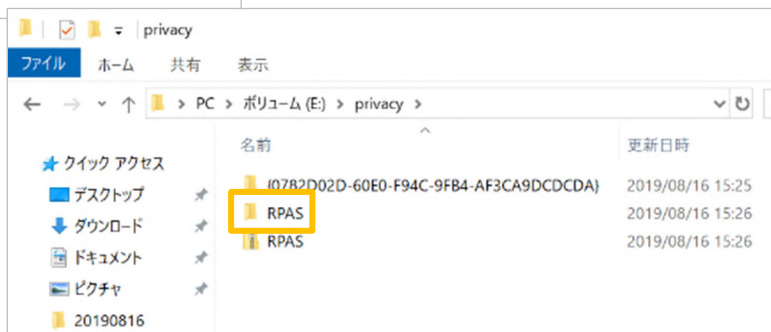 privacy
ファイル ホーム 共有 表示
PC > ボリューム (E:) > privacy >
名前 更新日時
クイック アクセス
{0782D02D-60E0-F94C-9FB4-AF3CA9DCDCDA} 2019/08/16 15:25
デスクトップ
RPAS 2019/08/16 15:26
ダウンロード
RPAS 2019/08/16 15:26
ドキュメント
ピクチャ
20190816